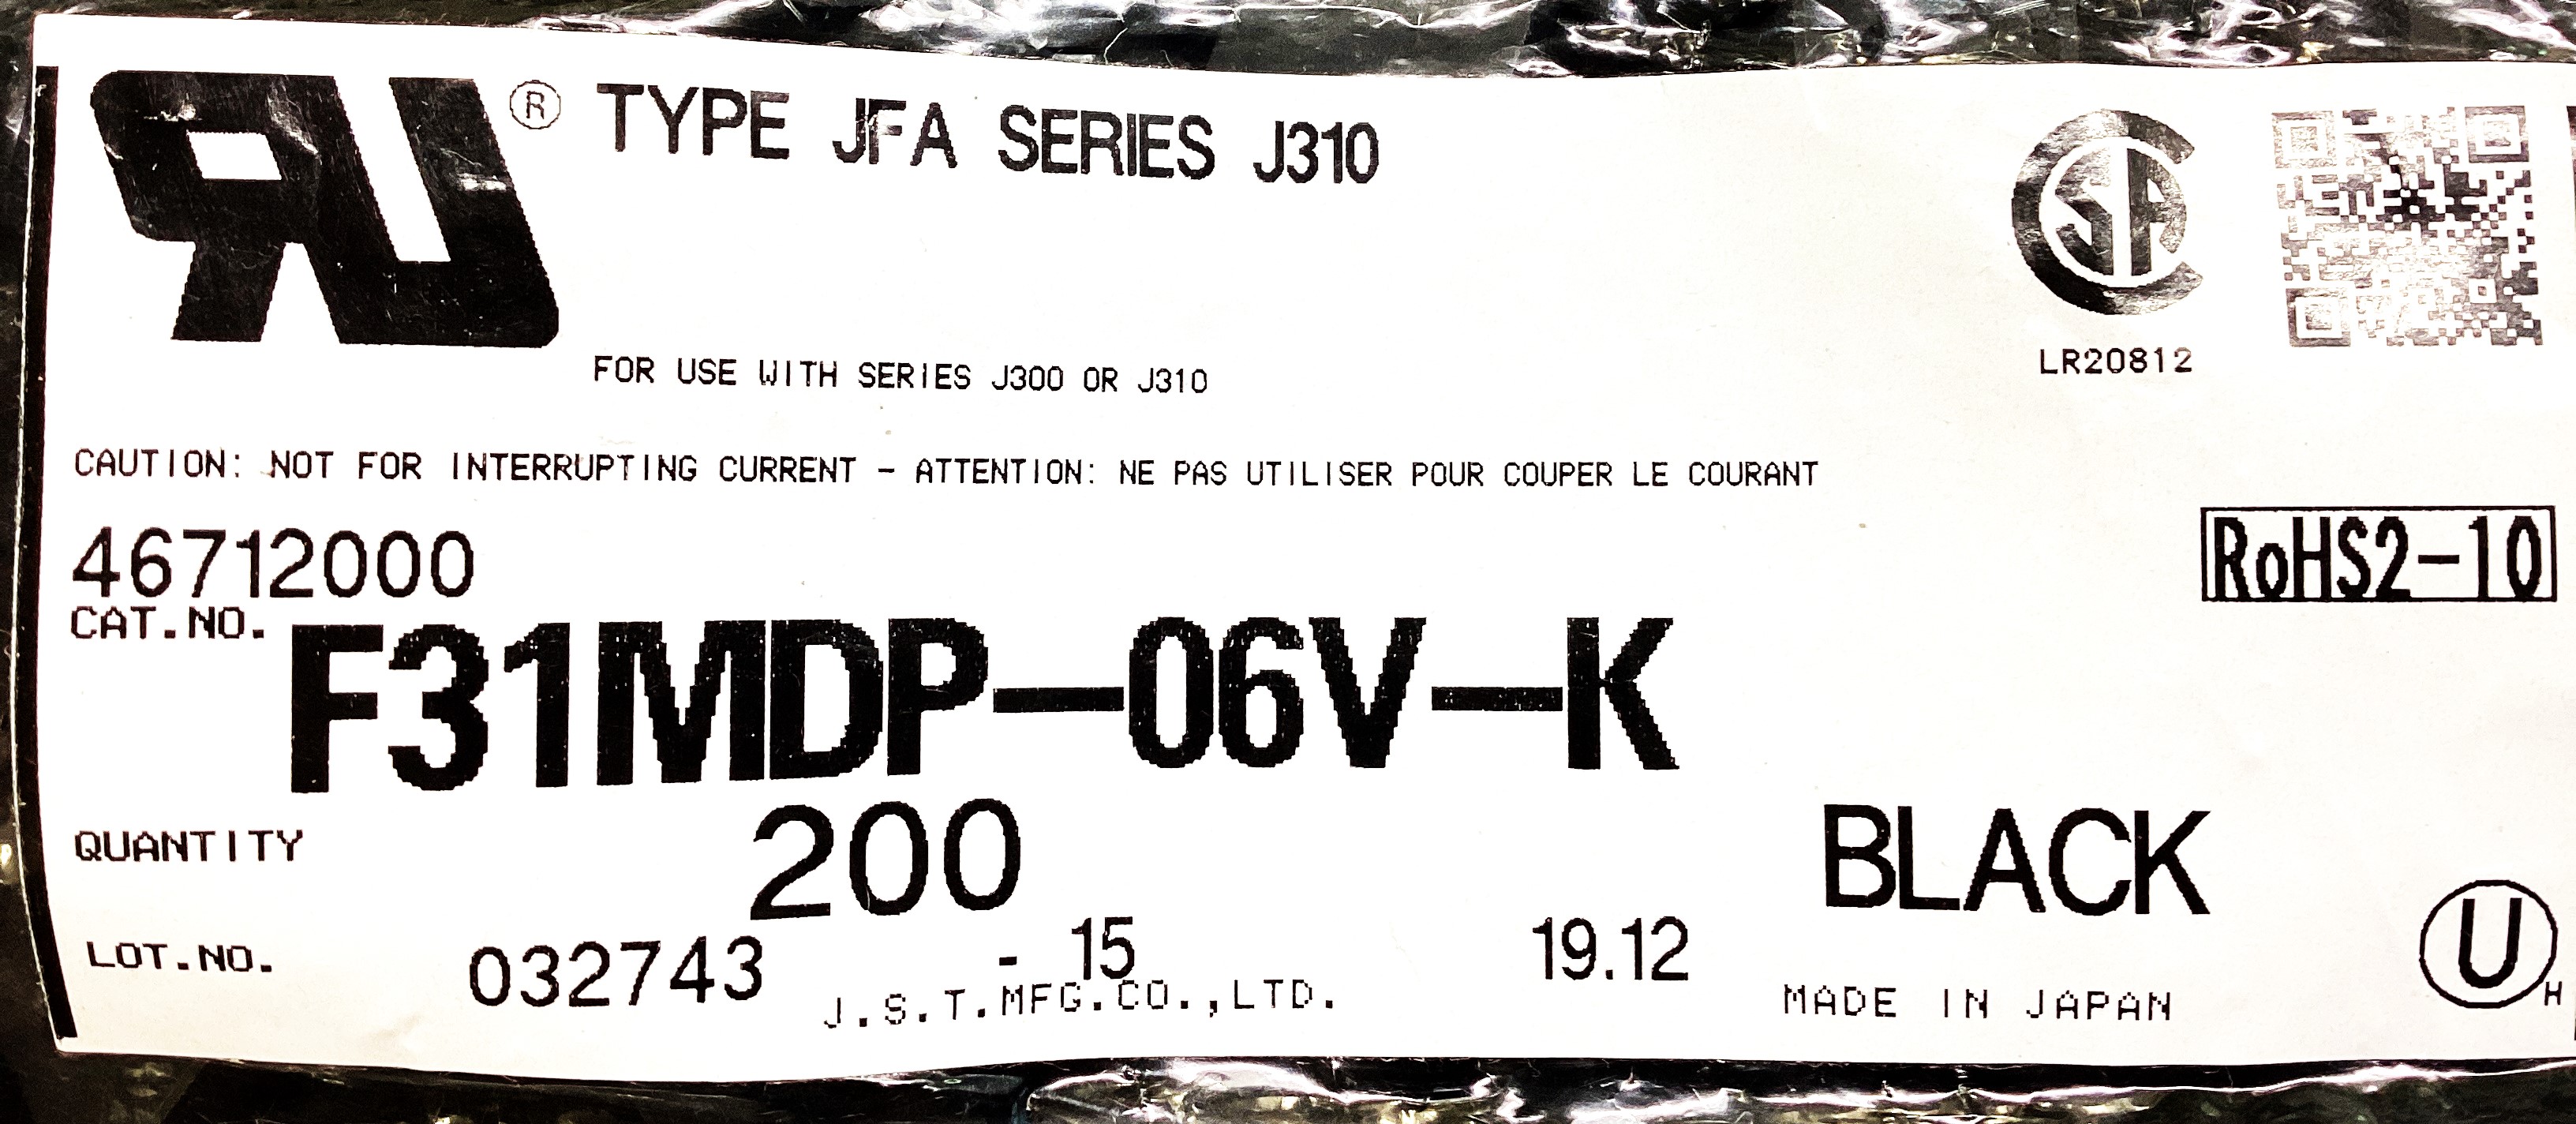 RU® TYPE JFA SERIES J310
CSA
LR20812
FOR USE WITH SERIES J300 OR J310
CAUTION: NOT FOR INTERRUPTING CURRENT - ATTENTION: NE PAS UTILISER POUR COUPER LE COURANT
46712000
RoHS2-10
CAT.NO. F31MDP-06V-K
QUANTITY 200 BLACK
LOT.NO. 032743 - 15 19.12
J.S.T.MFG.CO.,LTD. MADE IN JAPAN
U H